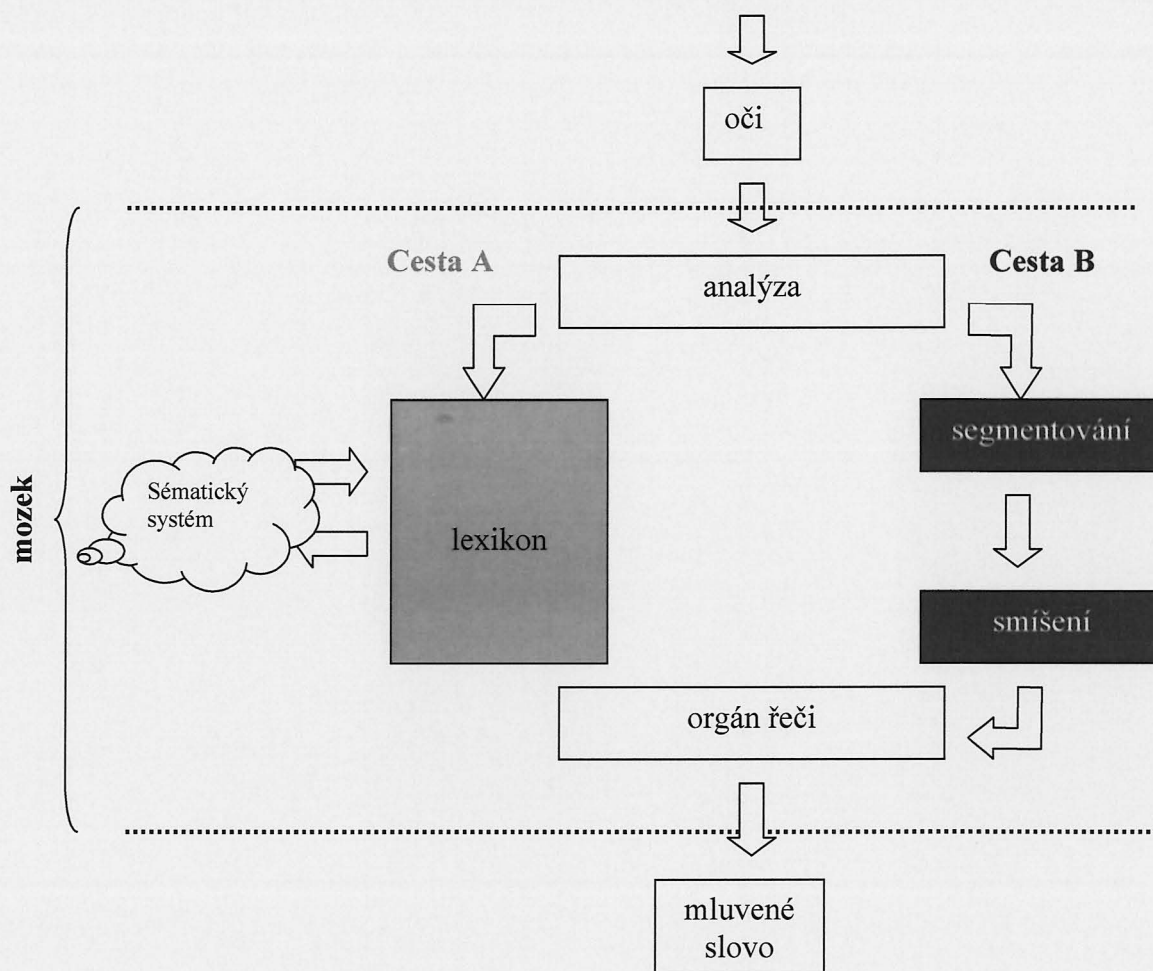 oči
Cesta A
analýza
Cesta B
segmentování
Sématický
systém
mozek
lexikon
smíšení
orgán řeči
mluvené
slovo